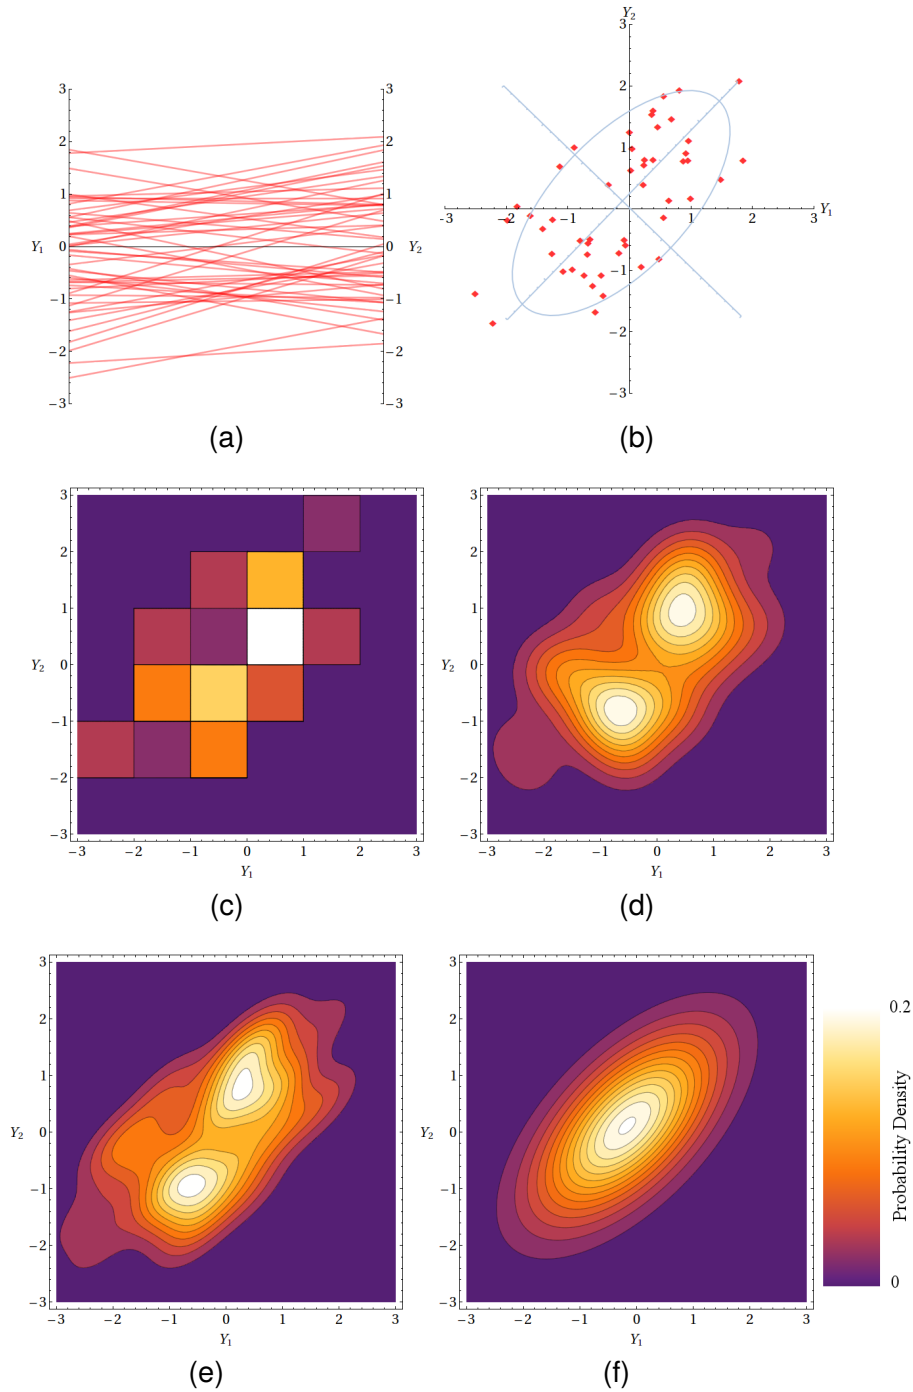 Y2
3
3 3
2 2 2
1 1 1
Y1 0 0 Y2
-3 -2 -1 0 1 2 3 Y1
-1 -1 -1
-2 -2 -2
-3 -3 -3
(a) (b)
3 3
2 2
1 1
Y2 0 Y2 0
-1 -1
-2 -2
-3 -3
-3 -2 -1 0 1 2 3 -3 -2 -1 0 1 2 3
Y1 Y1
(c) (d)
3 3
2 2
1 1
Y2 0 Y2 0
-1 -1
-2 -2
-3 -3
-3 -2 -1 0 1 2 3 -3 -2 -1 0 1 2 3
Y1 Y1
0.2
Probability Density
0
(e) (f)